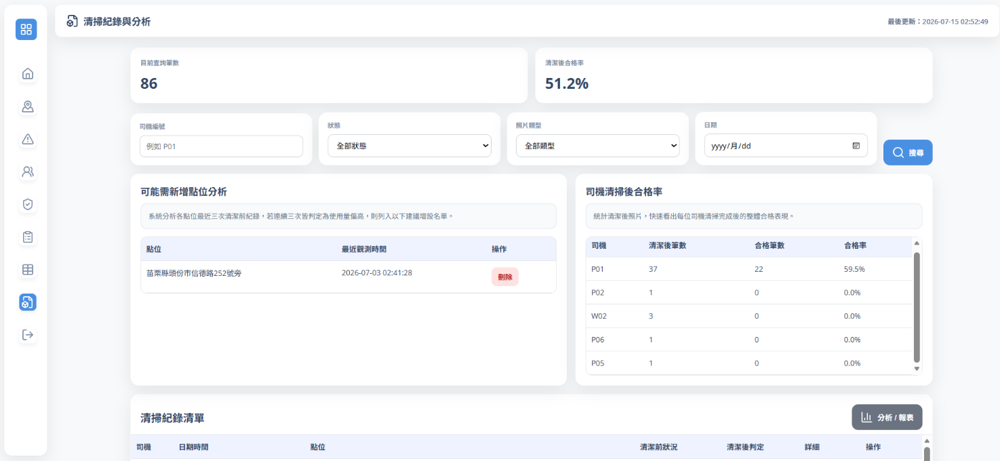 清掃紀錄與分析
最後更新：2026-07-15 02:52:49
目前查詢筆數
86
清潔後合格率
51.2%
司機編號
例如 P01
狀態
全部狀態
照片類型
全部類型
日期
yyyy/月/dd
搜尋
可能需新增點位分析
系統分析各點位最近三次清潔前紀錄，若連續三次皆判定為使用量偏高，則列入以下建議增設名單。
點位 最近觀測時間 操作
苗栗縣頭份市信德路252號旁 2026-07-03 02:41:28 刪除
司機清掃後合格率
統計清潔後照片，快速看出每位司機清掃完成後的整體合格表現。
司機 清潔後筆數 合格筆數 合格率
P01 37 22 59.5%
P02 1 0 0.0%
W02 3 0 0.0%
P06 1 0 0.0%
P05 1 0 0.0%
清掃紀錄清單
分析 / 報表
司機 日期時間 點位 清潔前狀況 清潔後判定 詳細 操作